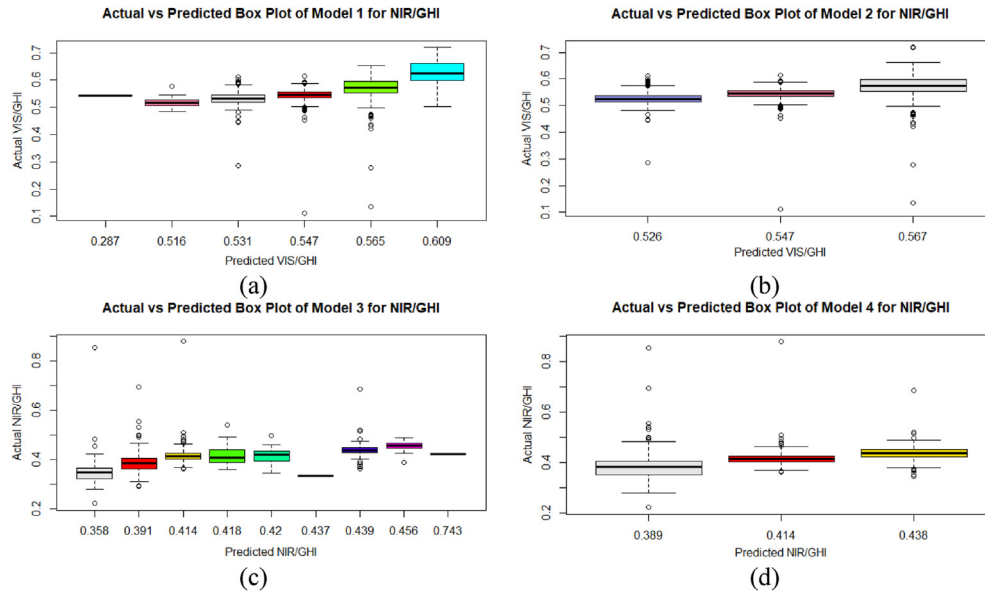 Actual vs Predicted Box Plot of Model 1 for NIR/GHI
Actual VIS/GHI
0.7
0.6
0.5
0.4
0.3
0.2
0.1
0.287 0.516 0.531 0.547 0.565 0.609
Predicted VIS/GHI
(a)
Actual vs Predicted Box Plot of Model 2 for NIR/GHI
Actual VIS/GHI
0.7
0.6
0.5
0.4
0.3
0.2
0.1
0.526 0.547 0.567
Predicted VIS/GHI
(b)
Actual vs Predicted Box Plot of Model 3 for NIR/GHI
Actual NIR/GHI
0.8
0.6
0.4
0.2
0.358 0.391 0.414 0.418 0.42 0.437 0.439 0.456 0.743
Predicted NIR/GHI
(c)
Actual vs Predicted Box Plot of Model 4 for NIR/GHI
Actual NIR/GHI
0.8
0.6
0.4
0.2
0.389 0.414 0.438
Predicted NIR/GHI
(d)